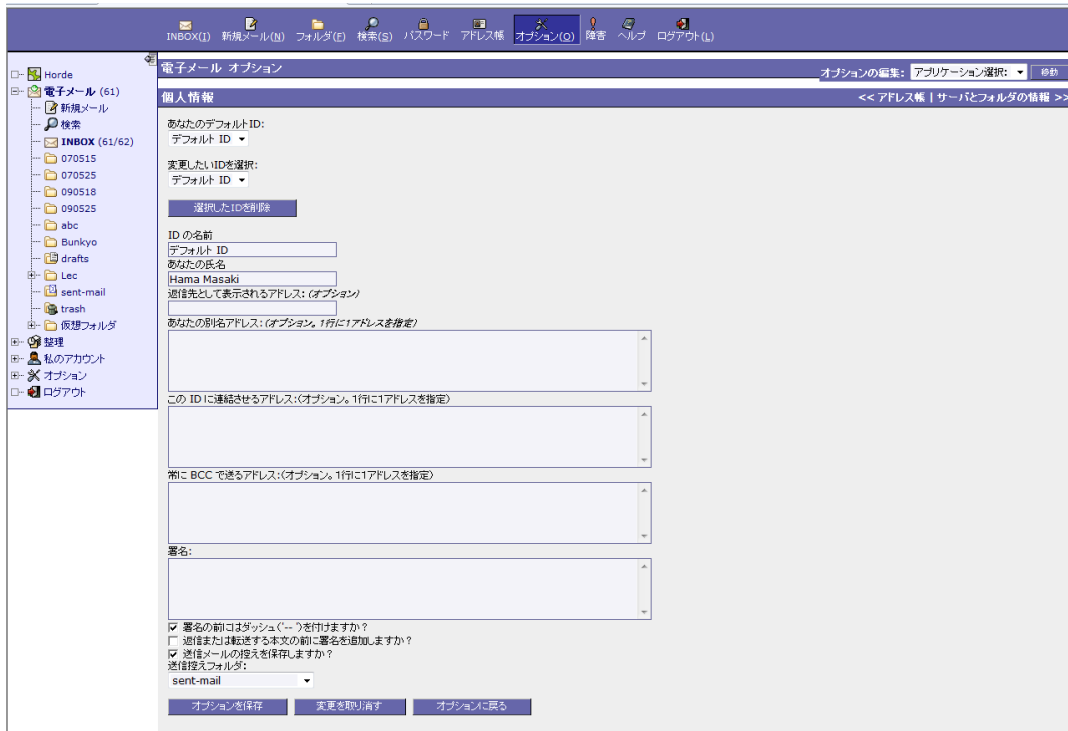 INBOX(I) 新規メール(N) フォルダ(F) 検索(S) パスワード アドレス帳 オプション(O) 障害 ヘルプ ログアウト(L)
Horde
電子メール (61)
新規メール
検索
INBOX (61/62)
070515
070525
090518
090525
abc
Bunkyo
drafts
Lec
sent-mail
trash
仮想フォルダ
整理
私のアカウント
オプション
ログアウト
電子メール オプション
オプションの編集: アプリケーション選択: 移動
個人情報
<< アドレス帳 | サーバとフォルダの情報 >>
あなたのデフォルトID:
デフォルト ID
変更したいIDを選択:
デフォルト ID
選択したIDを削除
ID の名前
デフォルト ID
あなたの氏名
Hama Masaki
返信先として表示されるアドレス: (オプション)
あなたの別名アドレス: (オプション。1行に1アドレスを指定)
この ID に連結させるアドレス:(オプション。1行に1アドレスを指定)
常に BCC で送るアドレス:(オプション。1行に1アドレスを指定)
署名:
署名の前にはダッシュ('-- ')を付けますか?
返信または転送する本文の前に署名を追加しますか?
送信メールの控えを保存しますか?
送信控えフォルダ:
sent-mail
オプションを保存 変更を取り消す オプションに戻る